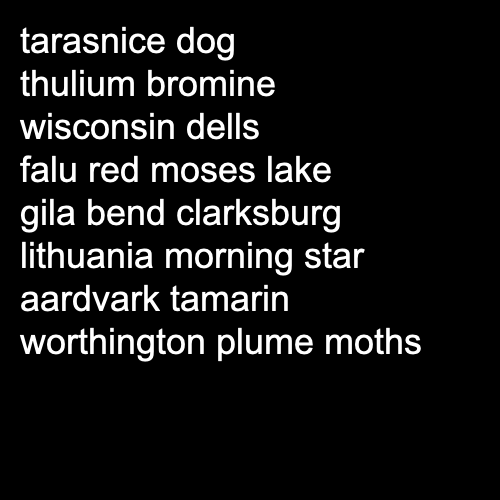 tarasnice dog
thulium bromine
wisconsin dells
falu red moses lake
gila bend clarksburg
lithuania morning star
aardvark tamarin
worthington plume moths